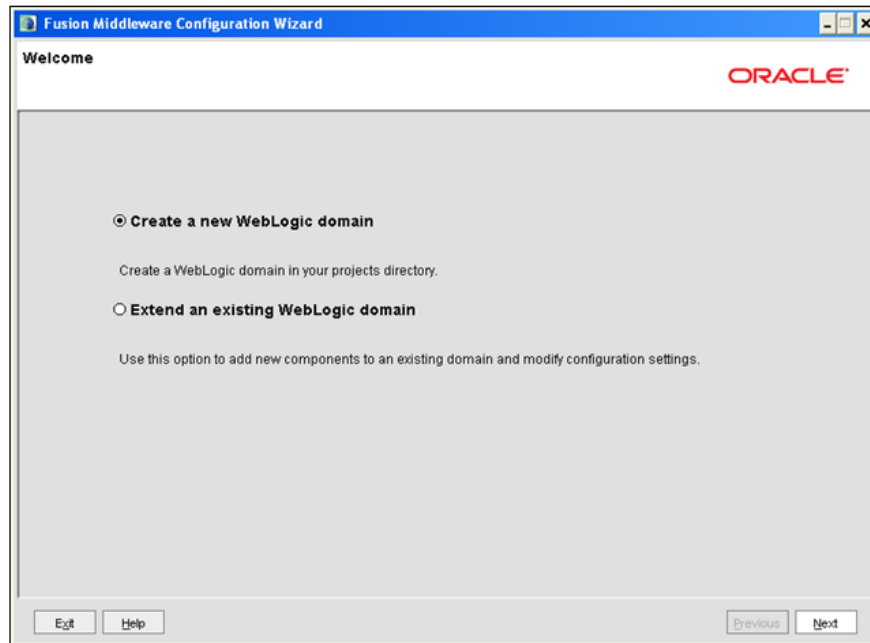 Fusion Middleware Configuration Wizard
Welcome
ORACLE
Create a new WebLogic domain
Create a WebLogic domain in your projects directory.
Extend an existing WebLogic domain
Use this option to add new components to an existing domain and modify configuration settings.
Exit Help Previous Next